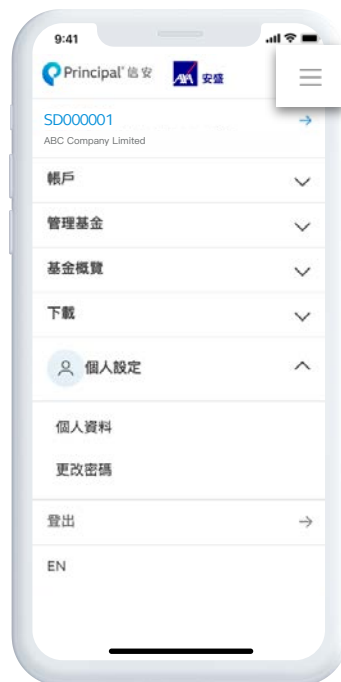 9:41
Principal® 信安 AXA 安盛
SD000001
ABC Company Limited
帳戶
管理基金
基金概覽
下載
個人設定
個人資料
更改密碼
登出
EN